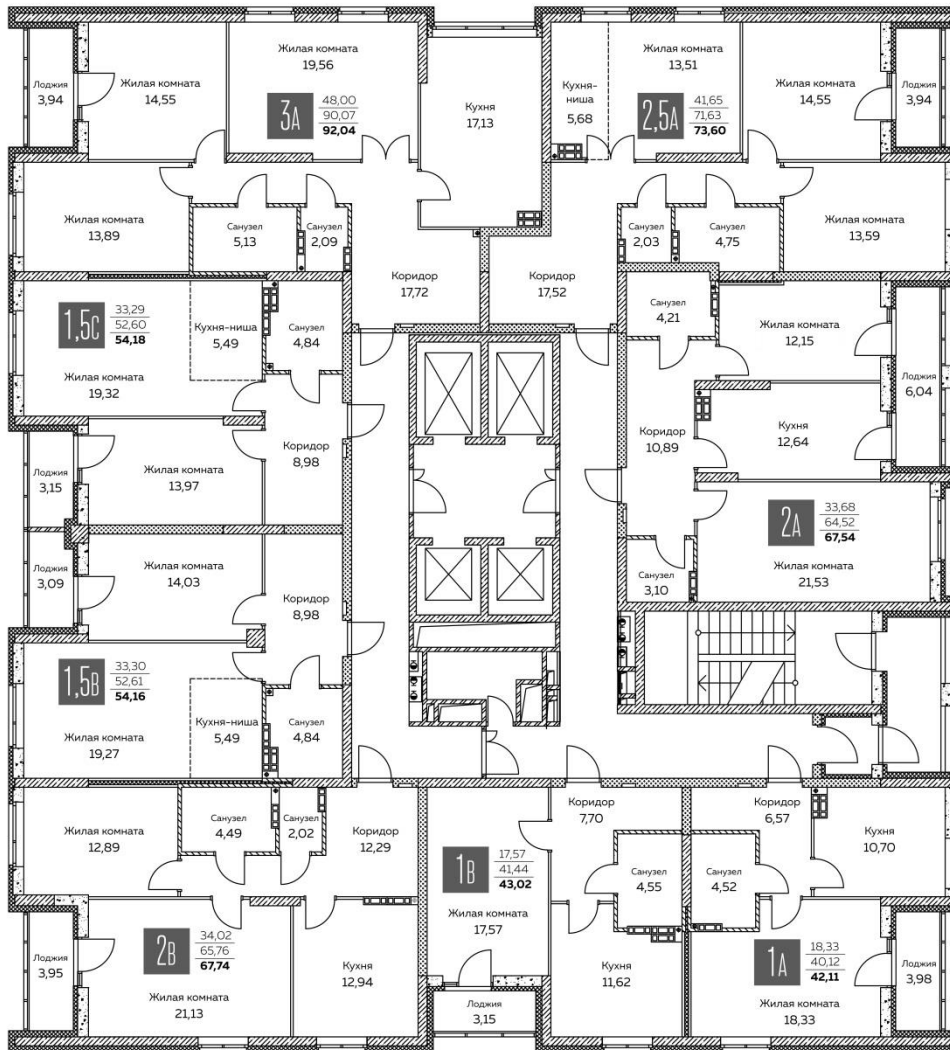 Лоджия
3,94
Жилая комната
14,55
Жилая комната
19,56
3А
48,00
90,07
92,04
Кухня
17,13
Жилая комната
13,89
Санузел
5,13
Санузел
2,09
Коридор
17,72
Кухня-
ниша
5,68
Жилая комната
13,51
2,5А
41,65
71,63
73,60
Жилая комната
14,55
Лоджия
3,94
Санузел
2,03
Санузел
4,75
Жилая комната
13,59
Коридор
17,52
1,5С
33,29
52,60
54,18
Жилая комната
19,32
Кухня-ниша
5,49
Санузел
4,84
Коридор
8,98
Лоджия
3,15
Жилая комната
13,97
Санузел
4,21
Жилая комната
12,15
Лоджия
6,04
Коридор
10,89
Кухня
12,64
2А
33,68
64,52
67,54
Жилая комната
21,53
Санузел
3,10
Лоджия
3,09
Жилая комната
14,03
Коридор
8,98
1,5В
33,30
52,61
54,16
Жилая комната
19,27
Кухня-ниша
5,49
Санузел
4,84
Жилая комната
12,89
Санузел
4,49
Санузел
2,02
Коридор
12,29
2В
34,02
65,76
67,74
Лоджия
3,95
Жилая комната
21,13
Кухня
12,94
1В
17,57
41,44
43,02
Жилая комната
17,57
Коридор
7,70
Санузел
4,55
Кухня
11,62
Лоджия
3,15
Коридор
6,57
Кухня
10,70
Санузел
4,52
1А
18,33
40,12
42,11
Жилая комната
18,33
Лоджия
3,98